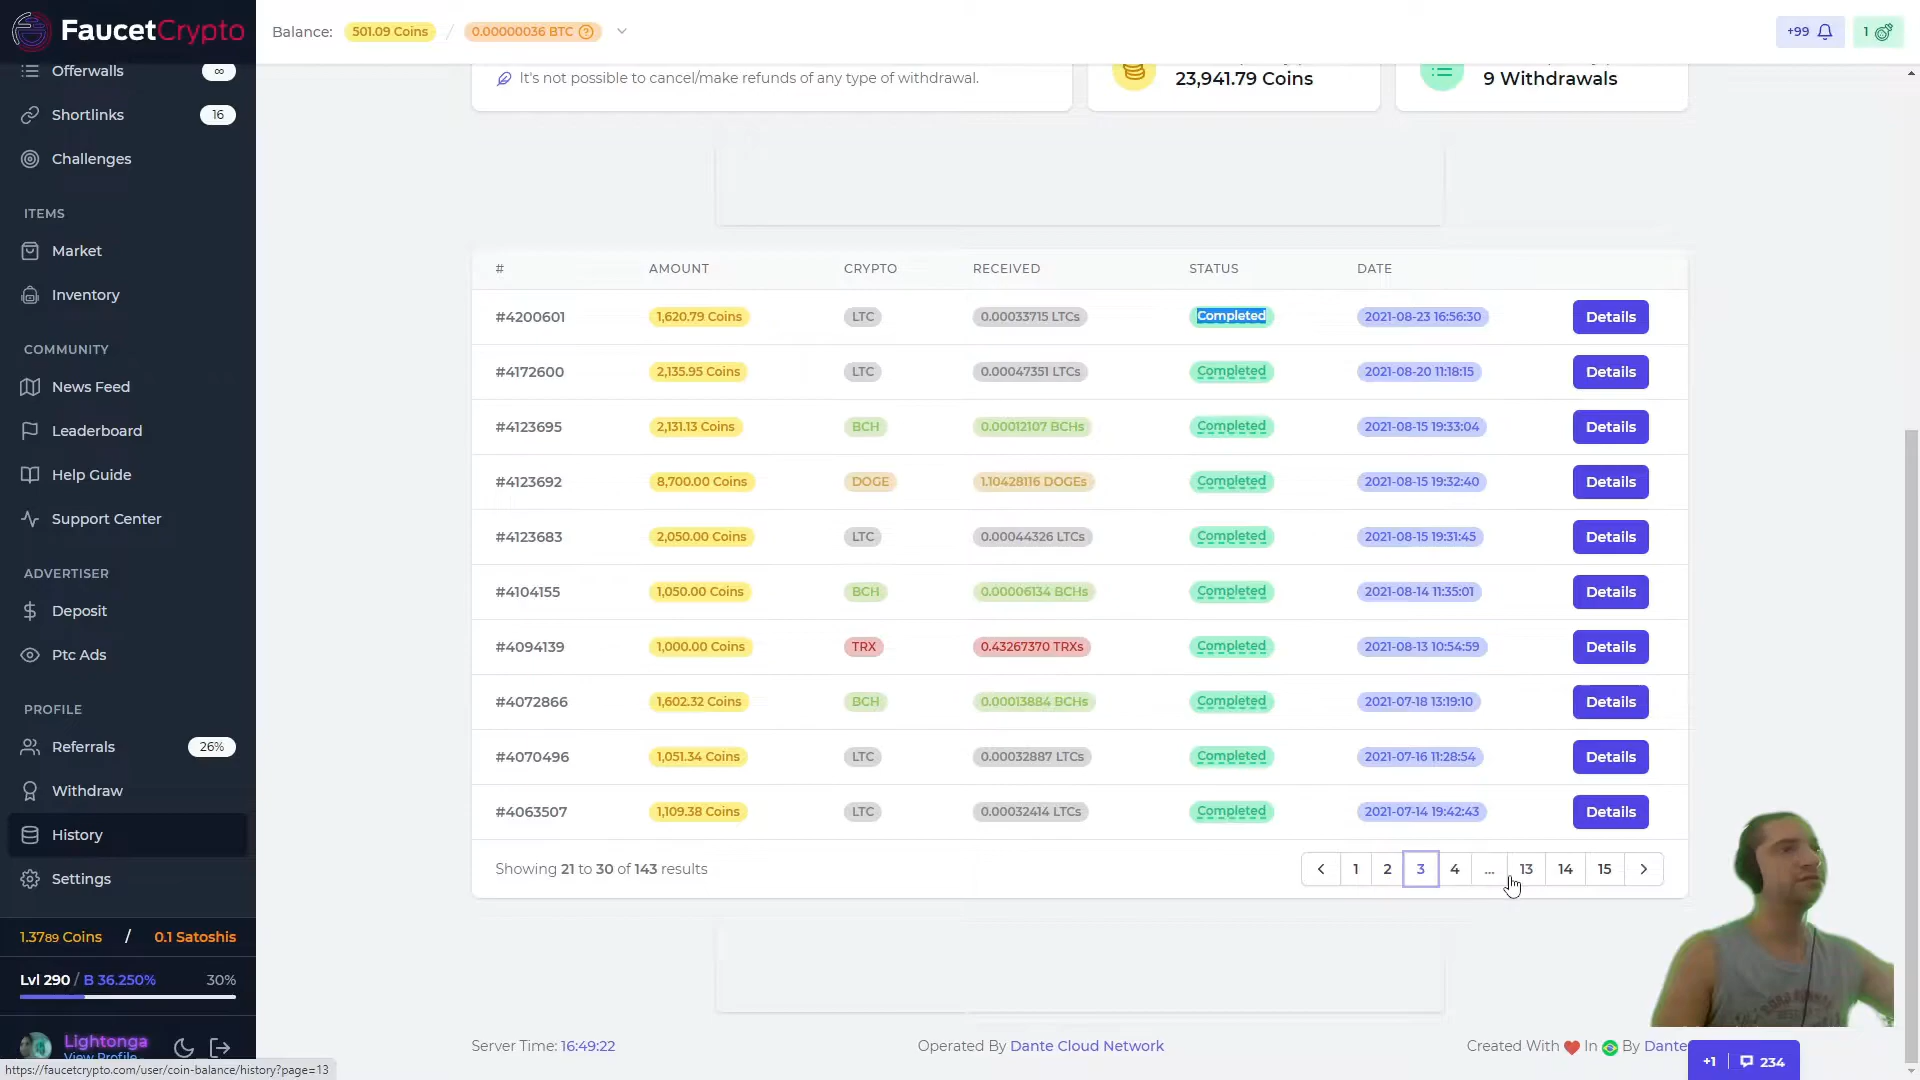 FaucetCrypto
Balance: 501.09 Coins / 0.00000036 BTC
+99
1
Offerwalls ∞
Shortlinks 16
Challenges
ITEMS
Market
Inventory
COMMUNITY
News Feed
Leaderboard
Help Guide
Support Center
ADVERTISER
Deposit
Ptc Ads
PROFILE
Referrals 26%
Withdraw
History
Settings
1.3789 Coins / 0.1 Satoshis
Lvl 290 / B 36.250% 30%
Lightonga
View Profile
It's not possible to cancel/make refunds of any type of withdrawal.
23,941.79 Coins
9 Withdrawals
# AMOUNT CRYPTO RECEIVED STATUS DATE
#4200601 1,620.79 Coins LTC 0.00033715 LTCs Completed 2021-08-23 16:56:30 Details
#4172600 2,135.95 Coins LTC 0.00047351 LTCs Completed 2021-08-20 11:18:15 Details
#4123695 2,131.13 Coins BCH 0.00012107 BCHs Completed 2021-08-15 19:33:04 Details
#4123692 8,700.00 Coins DOGE 1.10428116 DOGEs Completed 2021-08-15 19:32:40 Details
#4123683 2,050.00 Coins LTC 0.00044326 LTCs Completed 2021-08-15 19:31:45 Details
#4104155 1,050.00 Coins BCH 0.00006134 BCHs Completed 2021-08-14 11:35:01 Details
#4094139 1,000.00 Coins TRX 0.43267370 TRXs Completed 2021-08-13 10:54:59 Details
#4072866 1,602.32 Coins BCH 0.00013884 BCHs Completed 2021-07-18 13:19:10 Details
#4070496 1,051.34 Coins LTC 0.00032887 LTCs Completed 2021-07-16 11:28:54 Details
#4063507 1,109.38 Coins LTC 0.00032414 LTCs Completed 2021-07-14 19:42:43 Details
Showing 21 to 30 of 143 results
1 2 3 4 ... 13 14 15
Server Time: 16:49:22
Operated By Dante Cloud Network
Created With In By Dante
+1 234
https://faucetcrypto.com/user/coin-balance/history?page=13